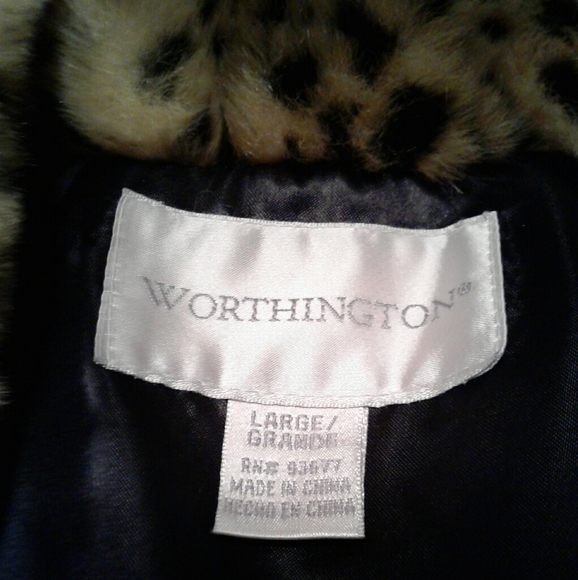 WORTHINGTON®
LARGE/
GRANDE
RN# 93677
MADE IN CHINA
HECHO EN CHINA